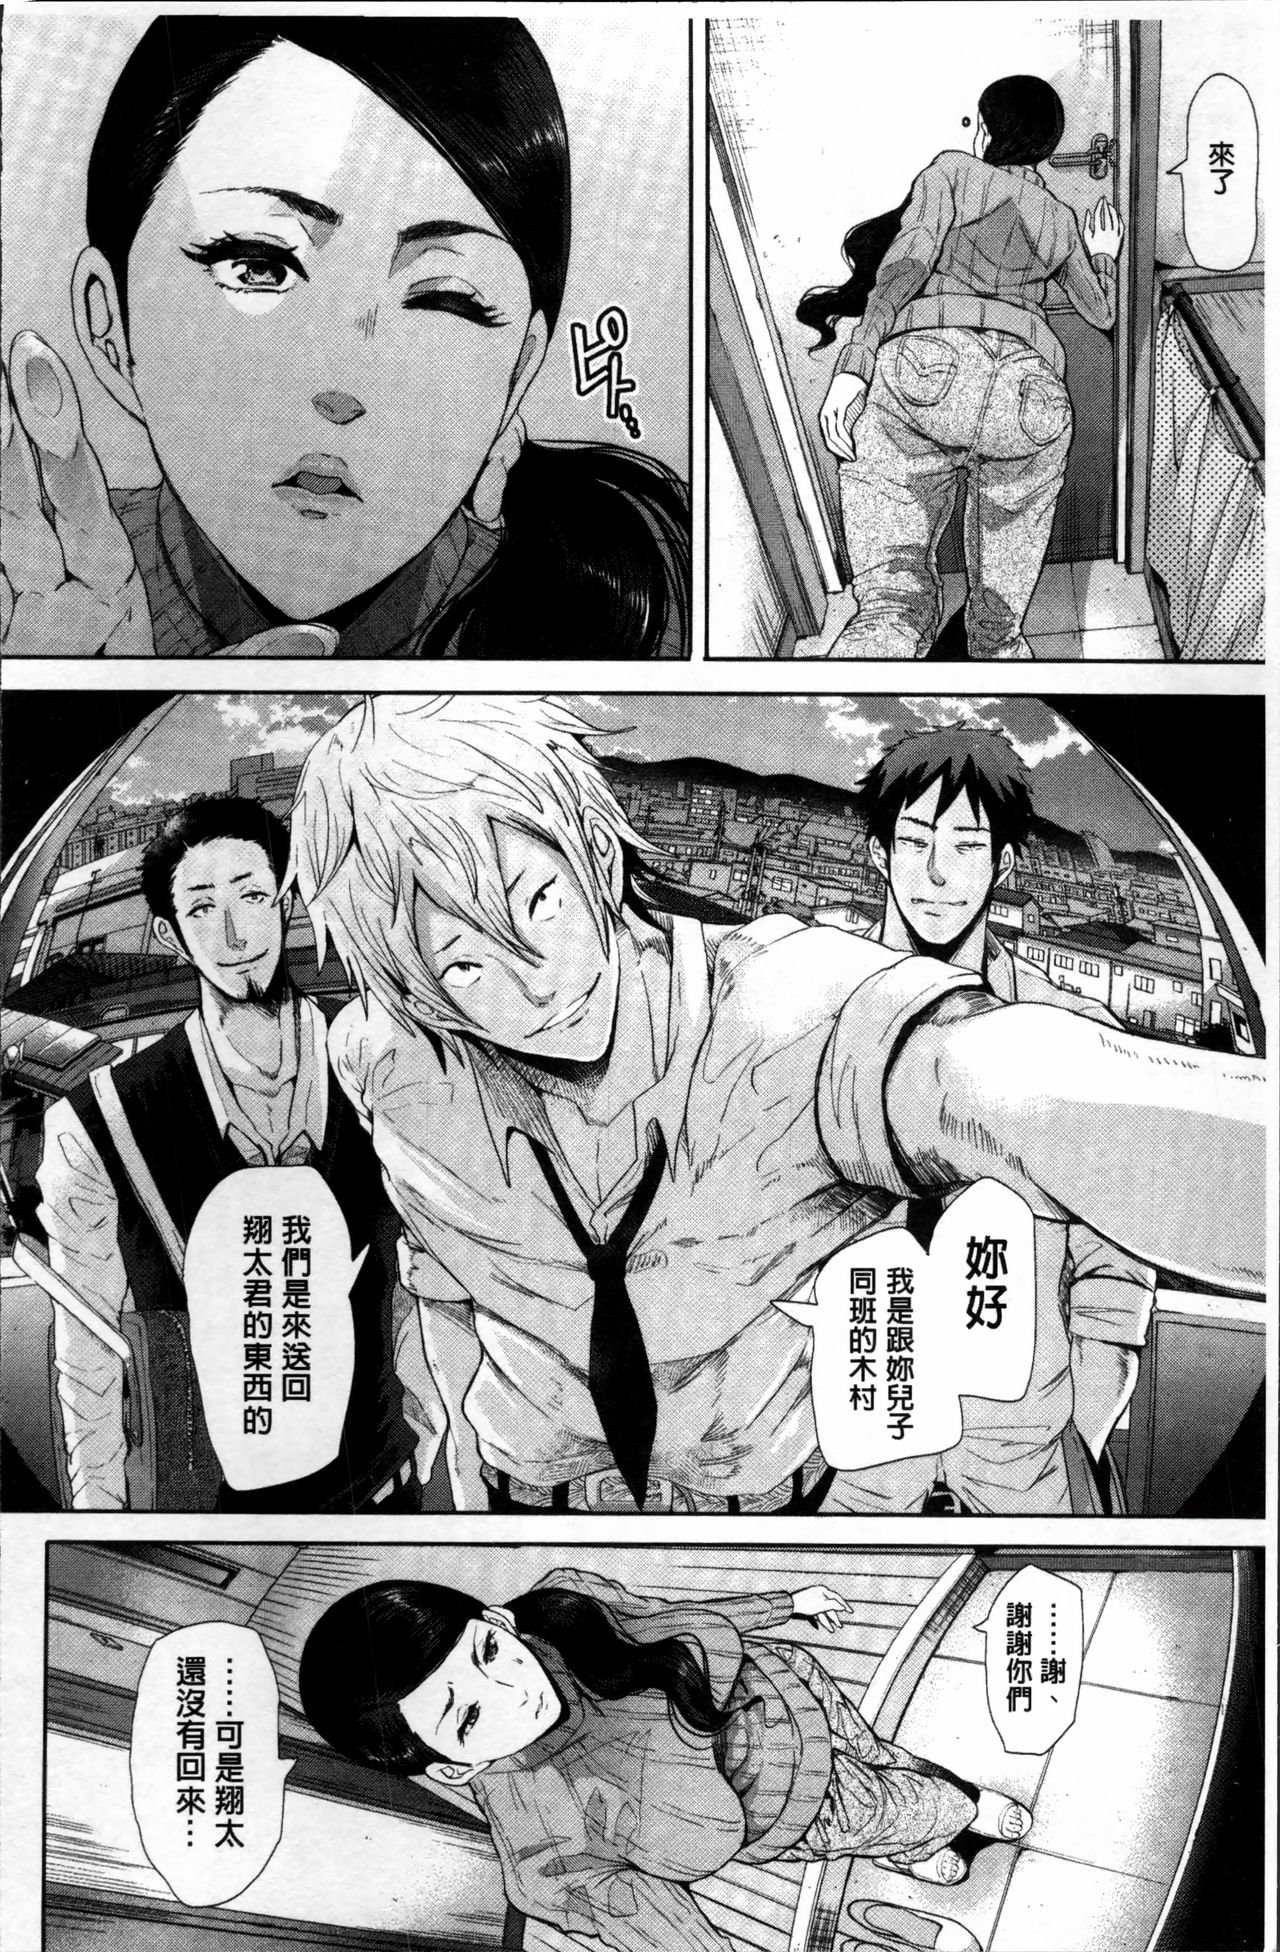 來了
ピタ…
妳好
我是跟妳兒子
同班的木村
我們是來送回
翔太君的東西的
……謝、
謝謝你們
……可是翔太
還沒有回來…